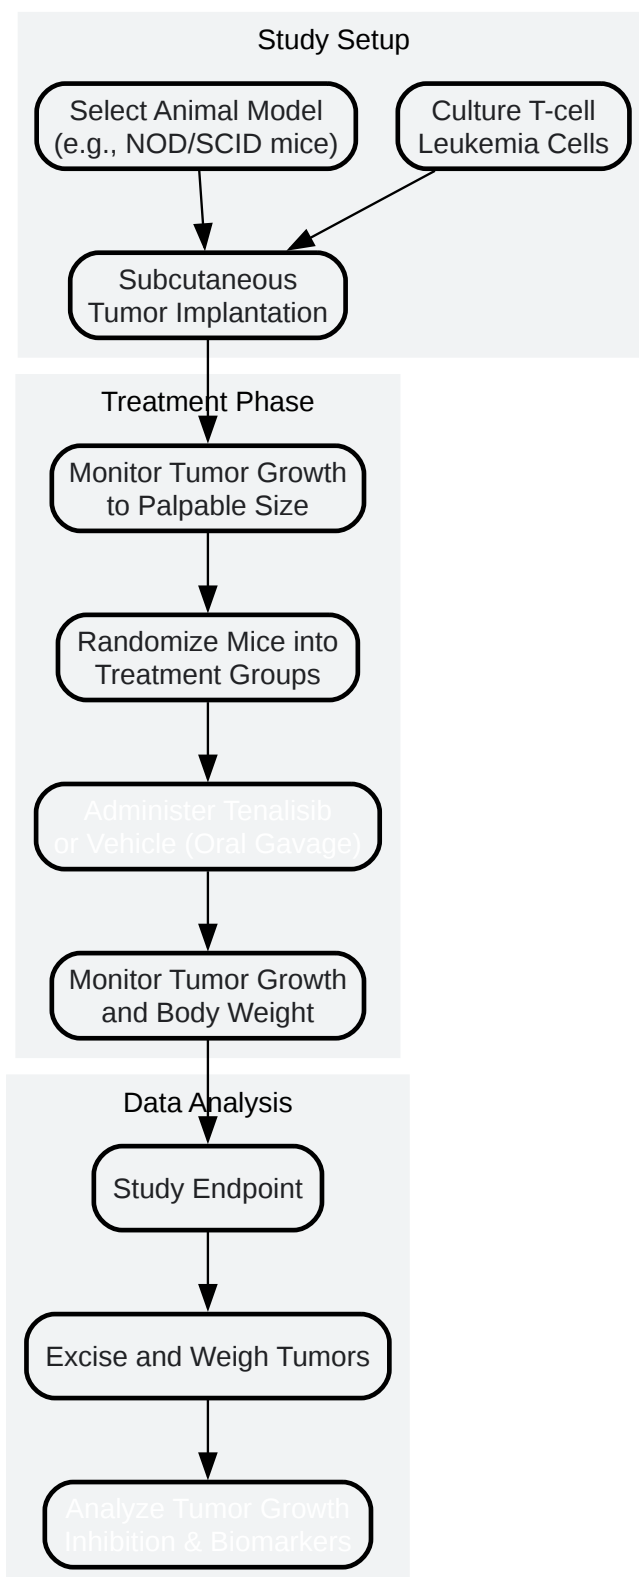 Study Setup
Select Animal Model
(e.g., NOD/SCID mice)
Culture T-cell
Leukemia Cells
Subcutaneous
Tumor Implantation
Treatment Phase
Monitor Tumor Growth
to Palpable Size
Randomize Mice into
Treatment Groups
Administer Tenalisib
or Vehicle (Oral Gavage)
Monitor Tumor Growth
and Body Weight
Data Analysis
Study Endpoint
Excise and Weigh Tumors
Analyze Tumor Growth
Inhibition & Biomarkers